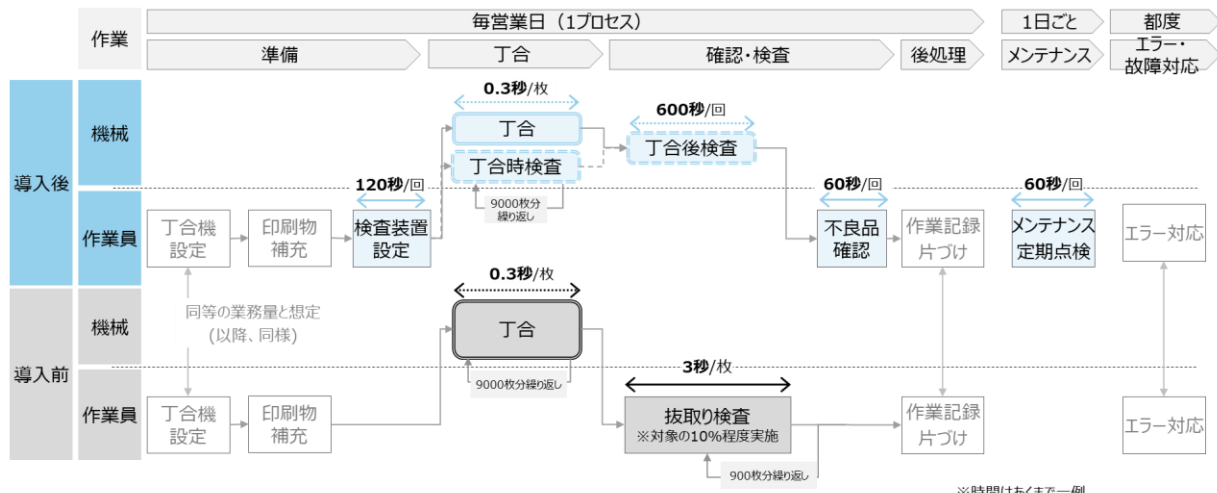 作業
毎営業日（1プロセス）
1日ごと
都度
準備
丁合
確認・検査
後処理
メンテナンス
エラー・
故障対応
導入後
機械
0.3秒/枚
丁合
丁合時検査
9000枚分
繰り返し
600秒/回
丁合後検査
作業員
丁合機
設定
印刷物
補充
120秒/回
検査装置
設定
60秒/回
不良品
確認
作業記録
片づけ
60秒/回
メンテナンス
定期点検
エラー対応
同等の業務量と想定
(以降、同様)
導入前
機械
0.3秒/枚
丁合
9000枚分繰り返し
作業員
丁合機
設定
印刷物
補充
3秒/枚
抜取り検査
※対象の10%程度実施
900枚分繰り返し
作業記録
片づけ
エラー対応
※時間はあくまで一例